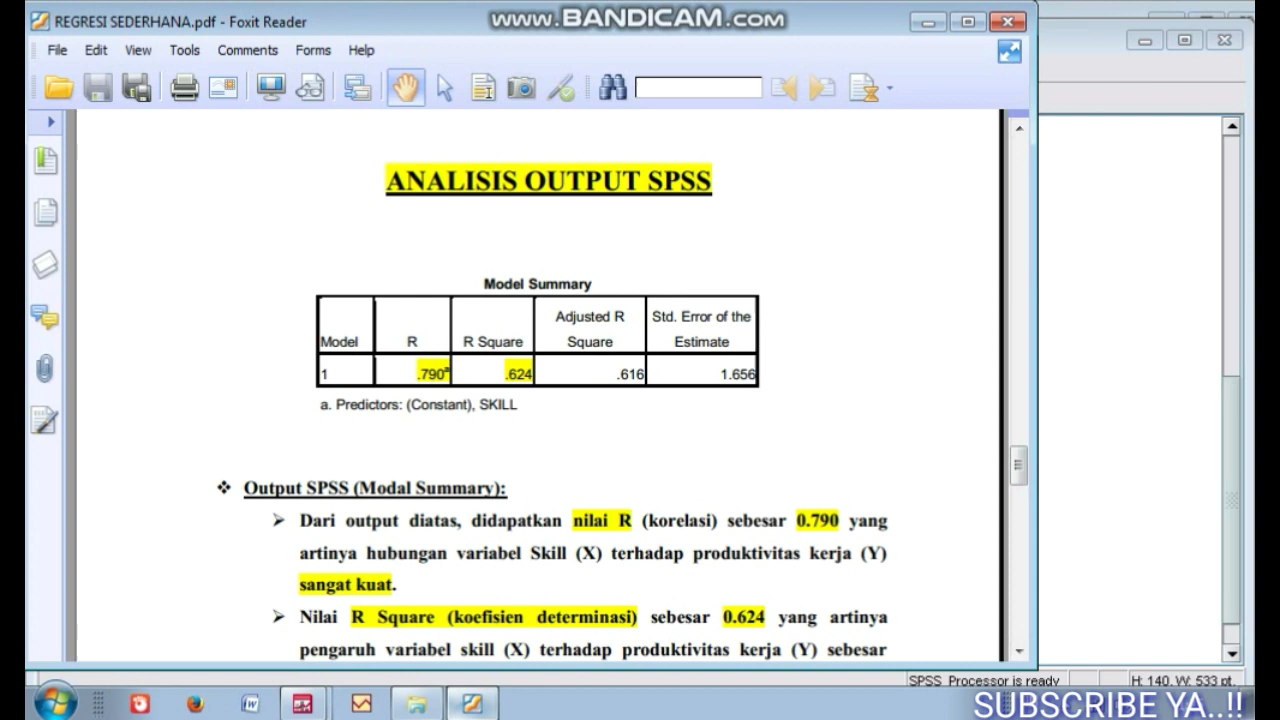 REGRESI SEDERHANA.pdf - Foxit Reader
www.BANDICAM.com
File Edit View Tools Comments Forms Help
ANALISIS OUTPUT SPSS
Model Summary
Model R R Square Adjusted R Square Std. Error of the Estimate
1 .790a .624 .616 1.656
a. Predictors: (Constant), SKILL
❖ Output SPSS (Modal Summary):
➢ Dari output diatas, didapatkan nilai R (korelasi) sebesar 0.790 yang
artinya hubungan variabel Skill (X) terhadap produktivitas kerja (Y)
sangat kuat.
➢ Nilai R Square (koefisien determinasi) sebesar 0.624 yang artinya
pengaruh variabel skill (X) terhadap produktivitas kerja (Y) sebesar
SPSS Processor is ready H: 140, W: 533 pt.
SUBSCRIBE YA..!!